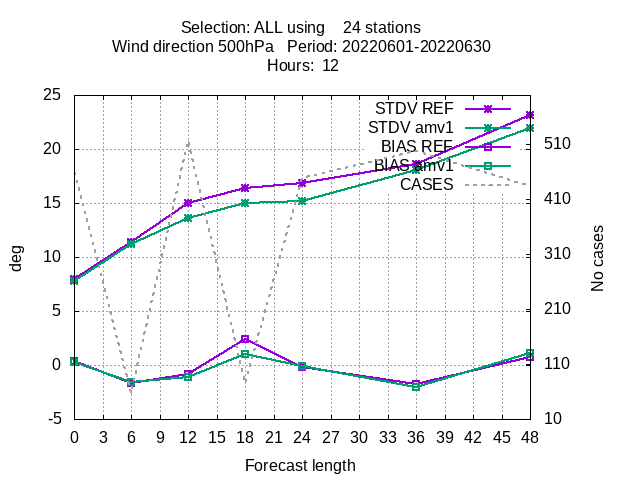 Selection: ALL using    24 stations
Wind direction 500hPa   Period: 20220601-20220630
Hours:  12
STDV REF
STDV amv1
BIAS REF
BIAS amv1
CASES
25
20
15
10
5
0
-5
deg
510
410
310
210
110
10
No cases
0 3 6 9 12 15 18 21 24 27 30 33 36 39 42 45 48
Forecast length